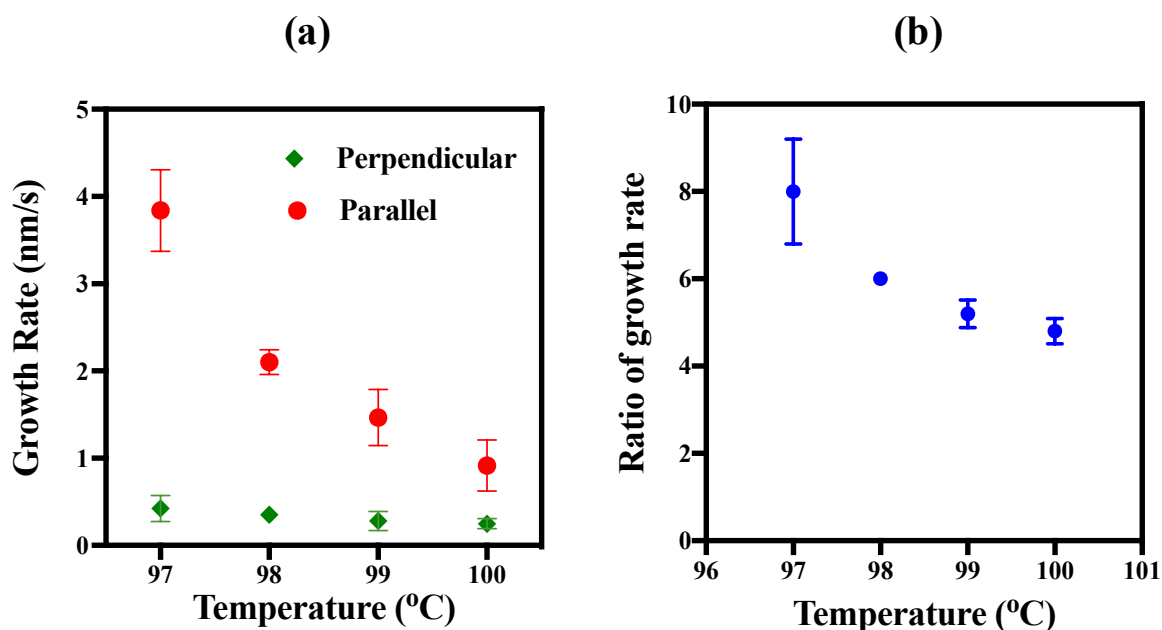 (a)
5
4
3
2
1
0
97 98 99 100
Growth Rate (nm/s)
Temperature (ºC)
Perpendicular
Parallel
(b)
10
8
6
4
2
0
96 97 98 99 100 101
Ratio of growth rate
Temperature (ºC)